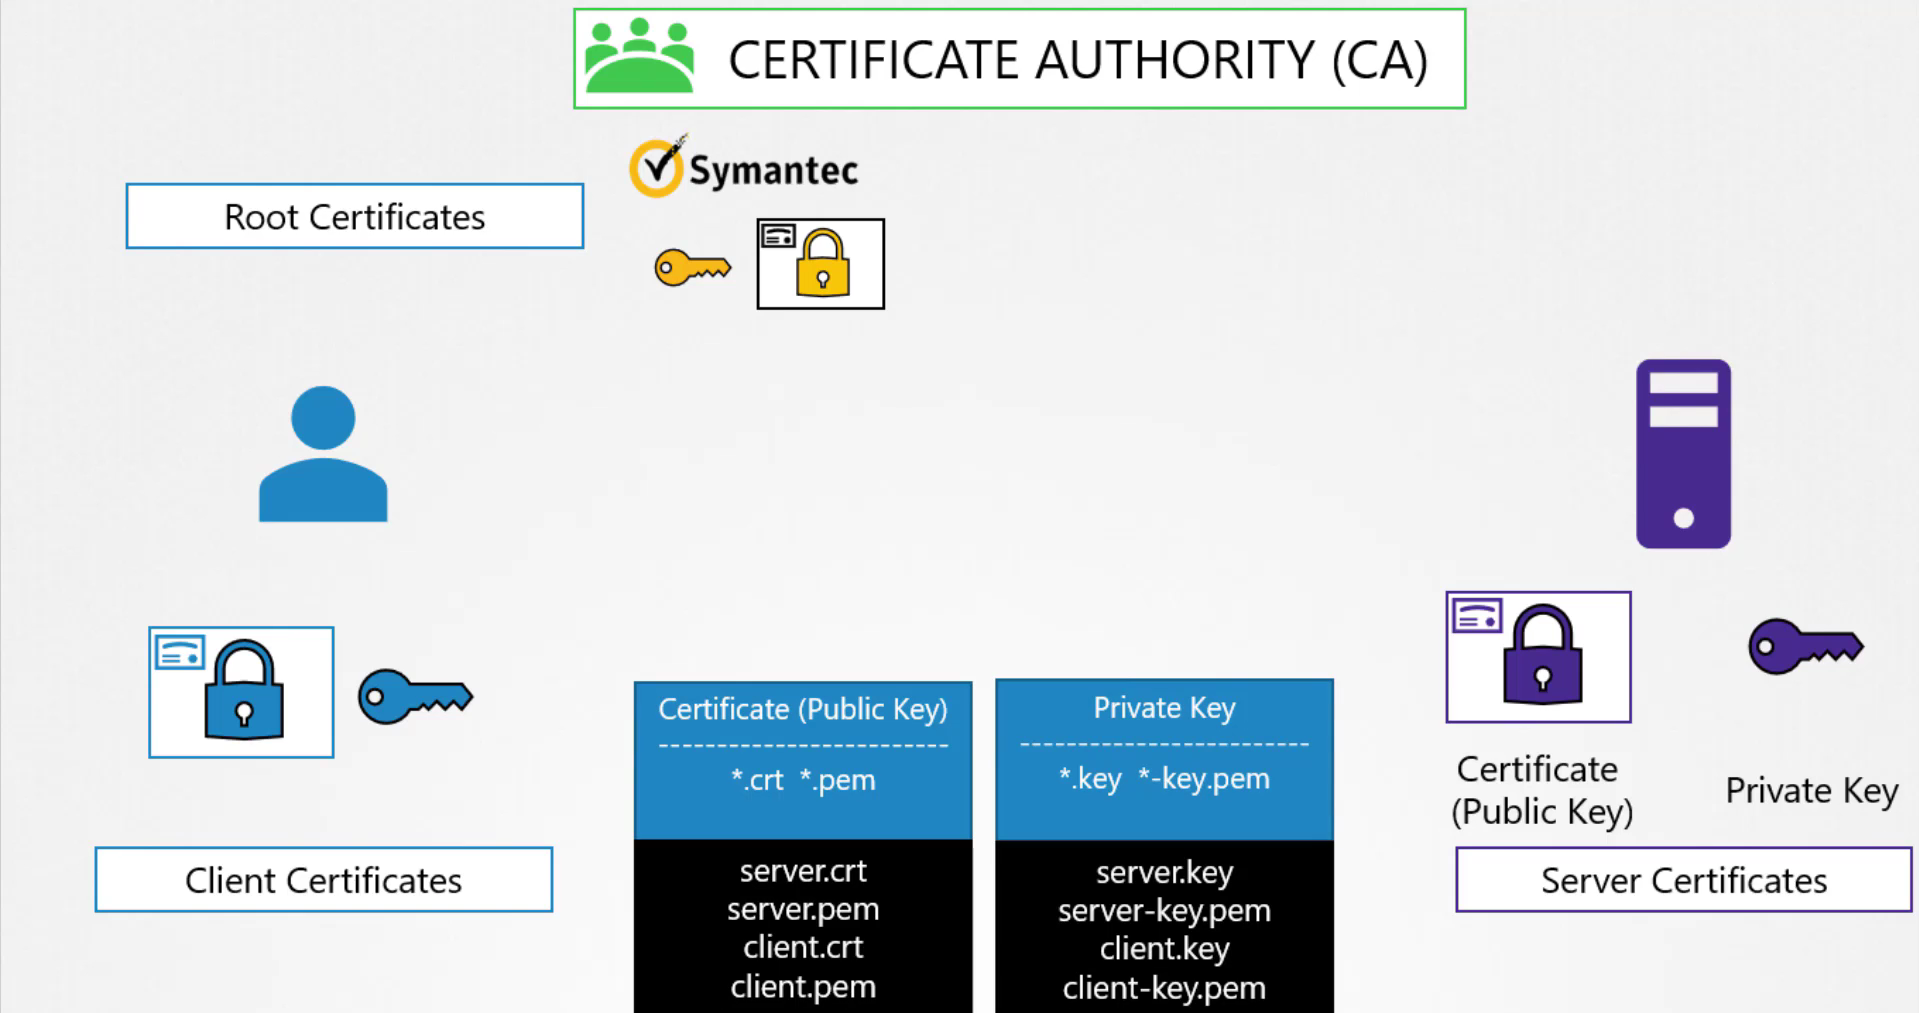 CERTIFICATE AUTHORITY (CA)
Symantec
Root Certificates
Certificate (Public Key)
-------------------------
*.crt *.pem
server.crt
server.pem
client.crt
client.pem
Private Key
-------------------------
*.key *-key.pem
server.key
server-key.pem
client.key
client-key.pem
Certificate
(Public Key)
Private Key
Client Certificates
Server Certificates